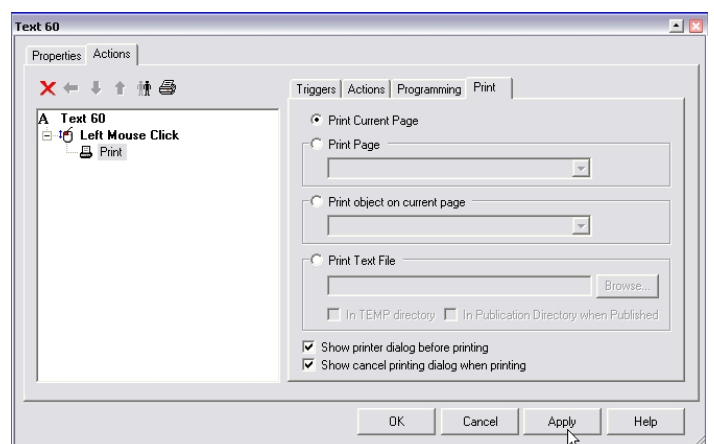 Text 60
Properties Actions
Triggers Actions Programming Print
A Text 60
Left Mouse Click
Print
Print Current Page
Print Page
Print object on current page
Print Text File
Browse...
In TEMP directory In Publication Directory when Published
Show printer dialog before printing
Show cancel printing dialog when printing
OK Cancel Apply Help